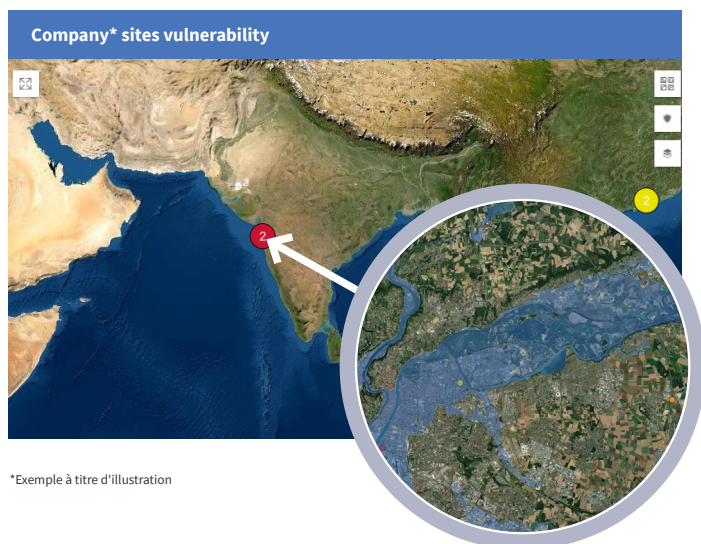 Company* sites vulnerability
2
2
*Exemple à titre d'illustration